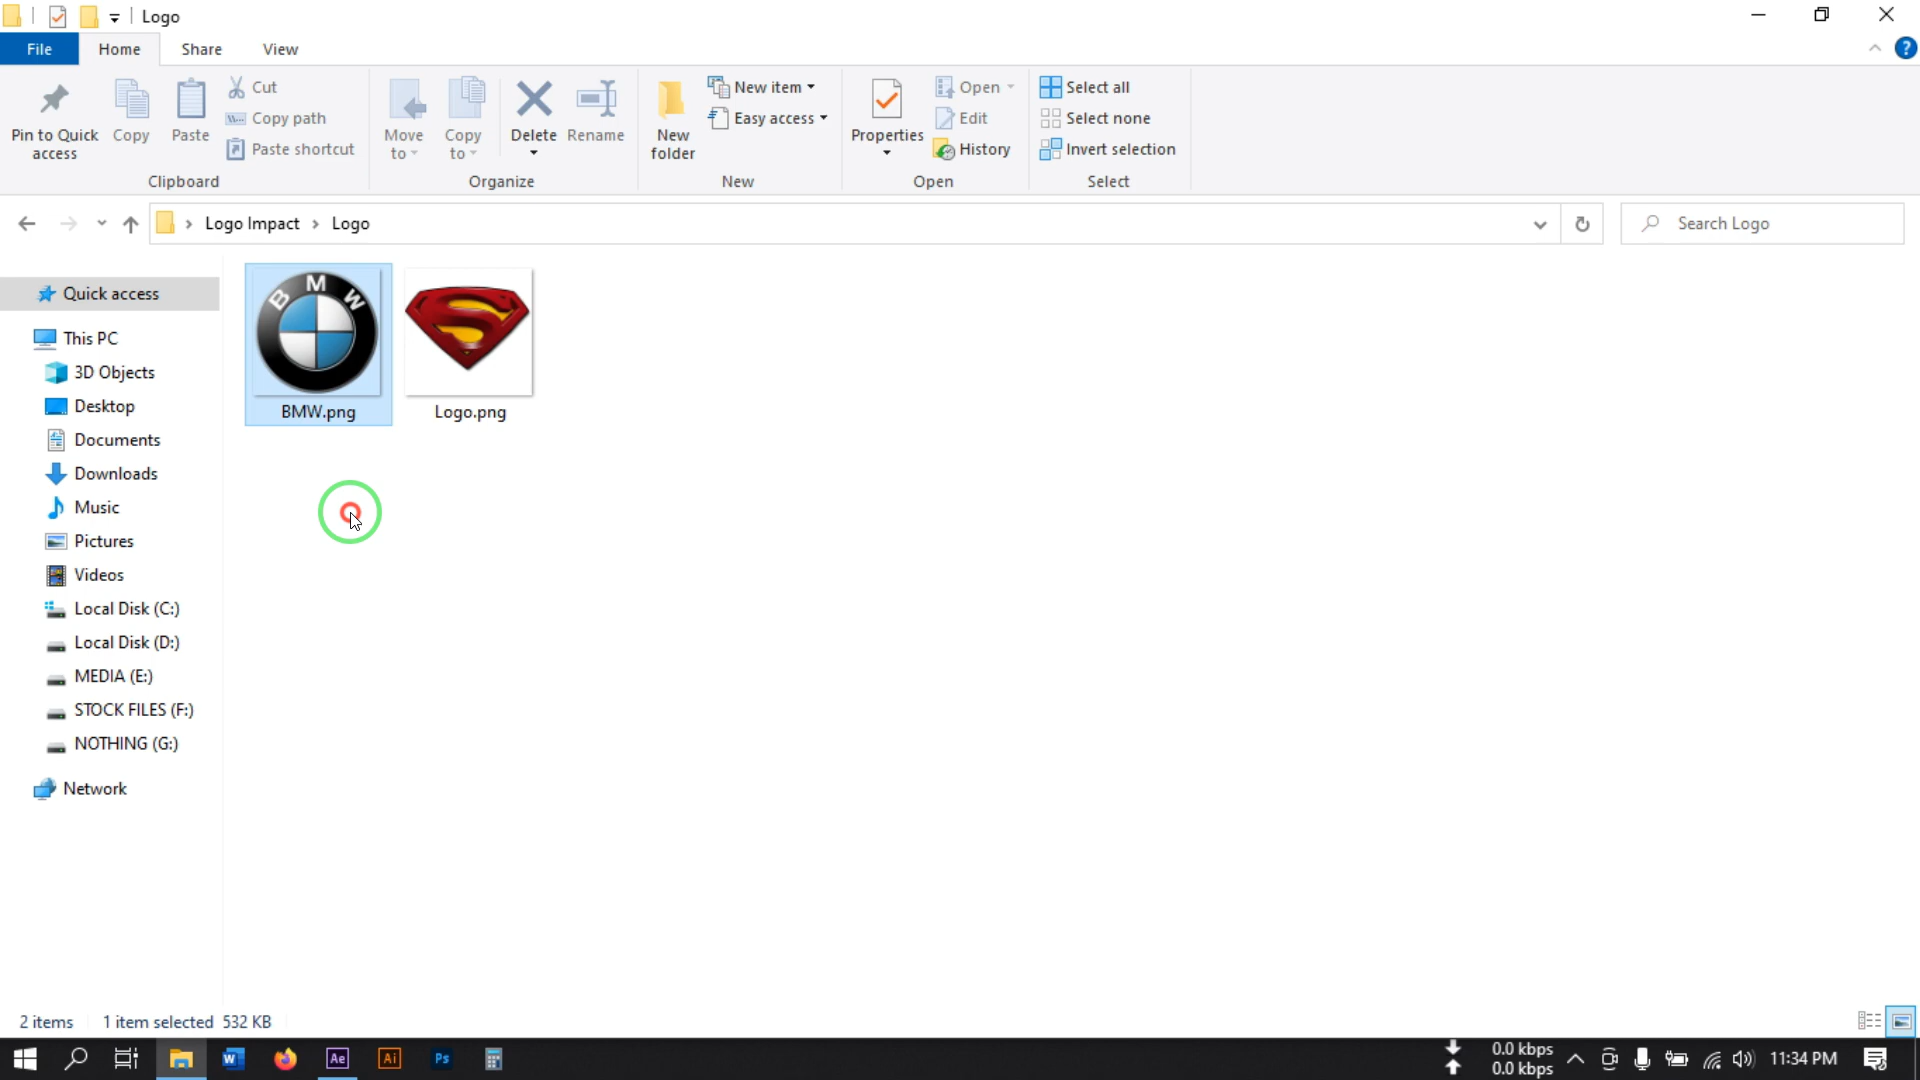 Logo
File Home Share View
Pin to Quick access
Copy
Paste
Cut
Copy path
Paste shortcut
Clipboard
Move to
Copy to
Delete
Rename
Organize
New folder
New item
Easy access
New
Properties
Open
Edit
History
Open
Select all
Select none
Invert selection
Select
Logo Impact > Logo
Search Logo
Quick access
This PC
3D Objects
Desktop
Documents
Downloads
Music
Pictures
Videos
Local Disk (C:)
Local Disk (D:)
MEDIA (E:)
STOCK FILES (F:)
NOTHING (G:)
Network
B M W
BMW.png
S
Logo.png
2 items 1 item selected 532 KB
W Ae Ai Ps
0.0 kbps
0.0 kbps
11:34 PM